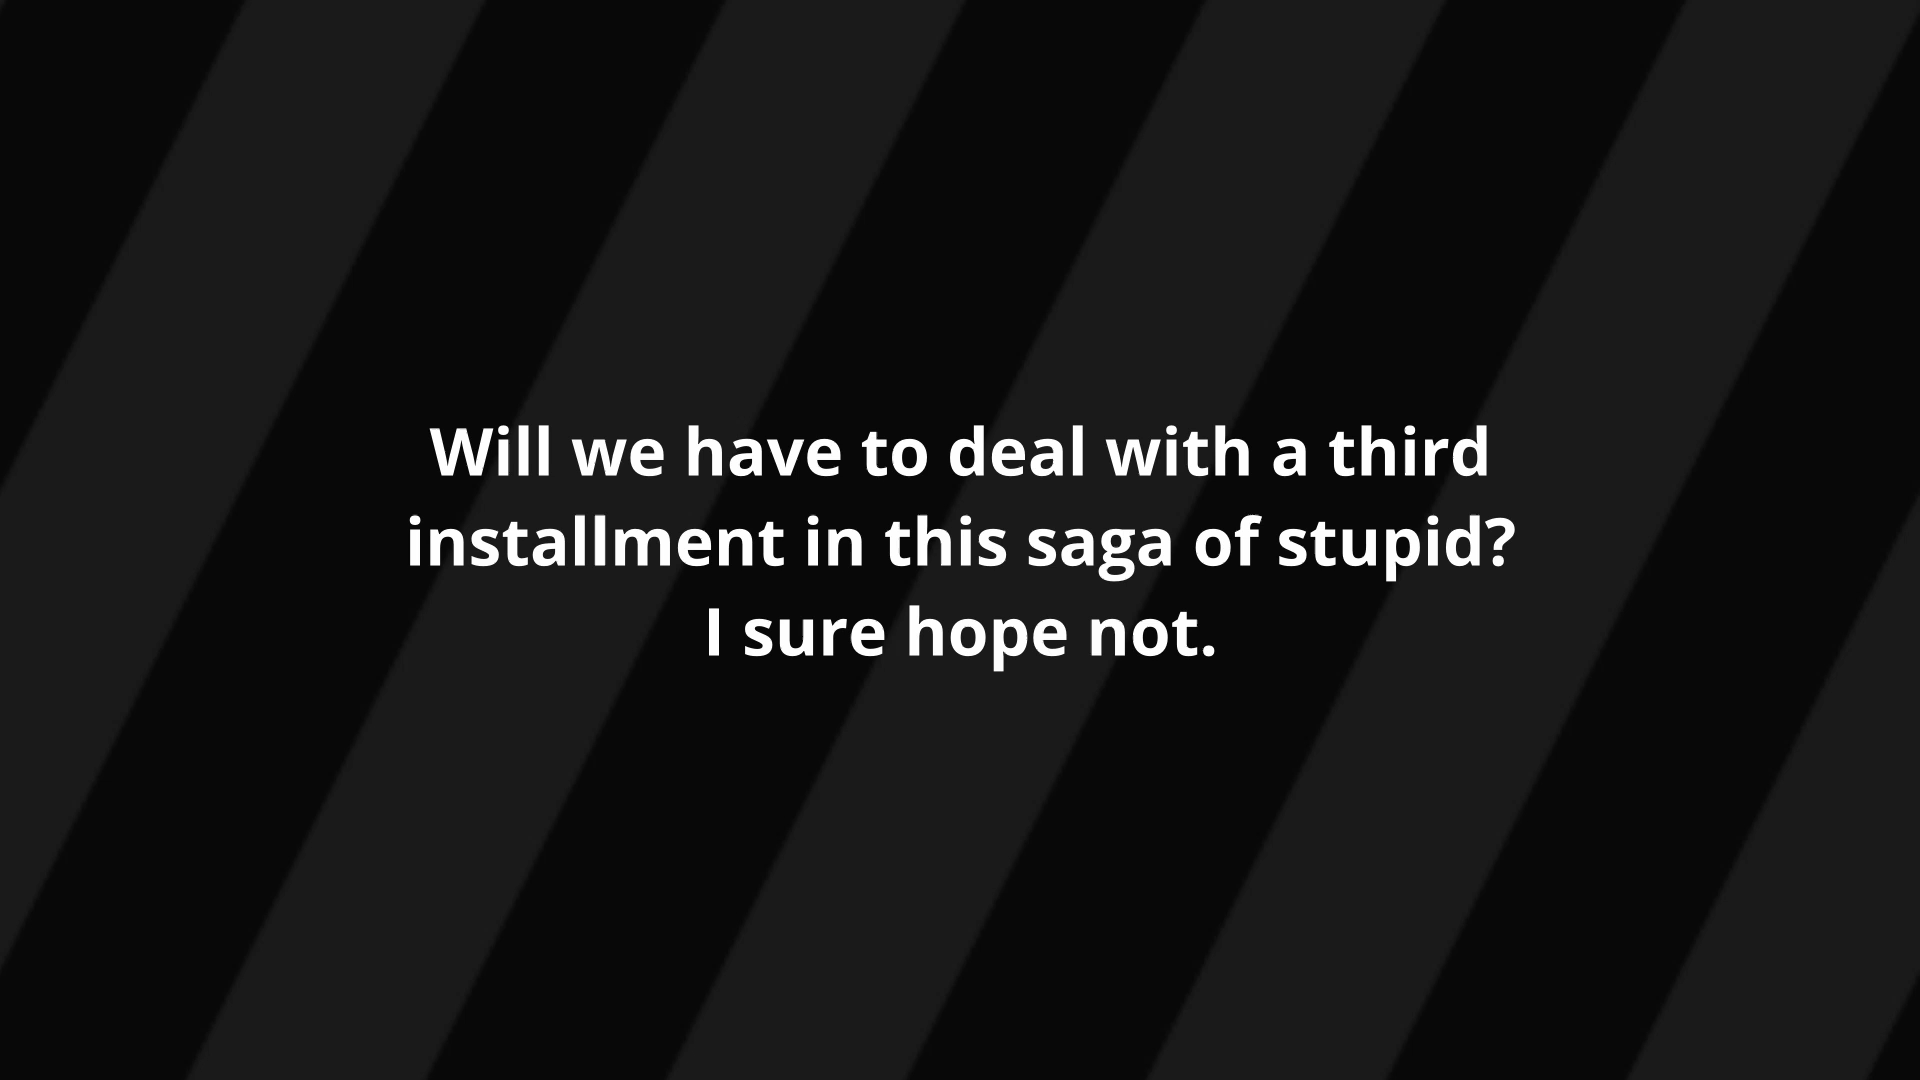 Will we have to deal with a third
installment in this saga of stupid?
I sure hope not.